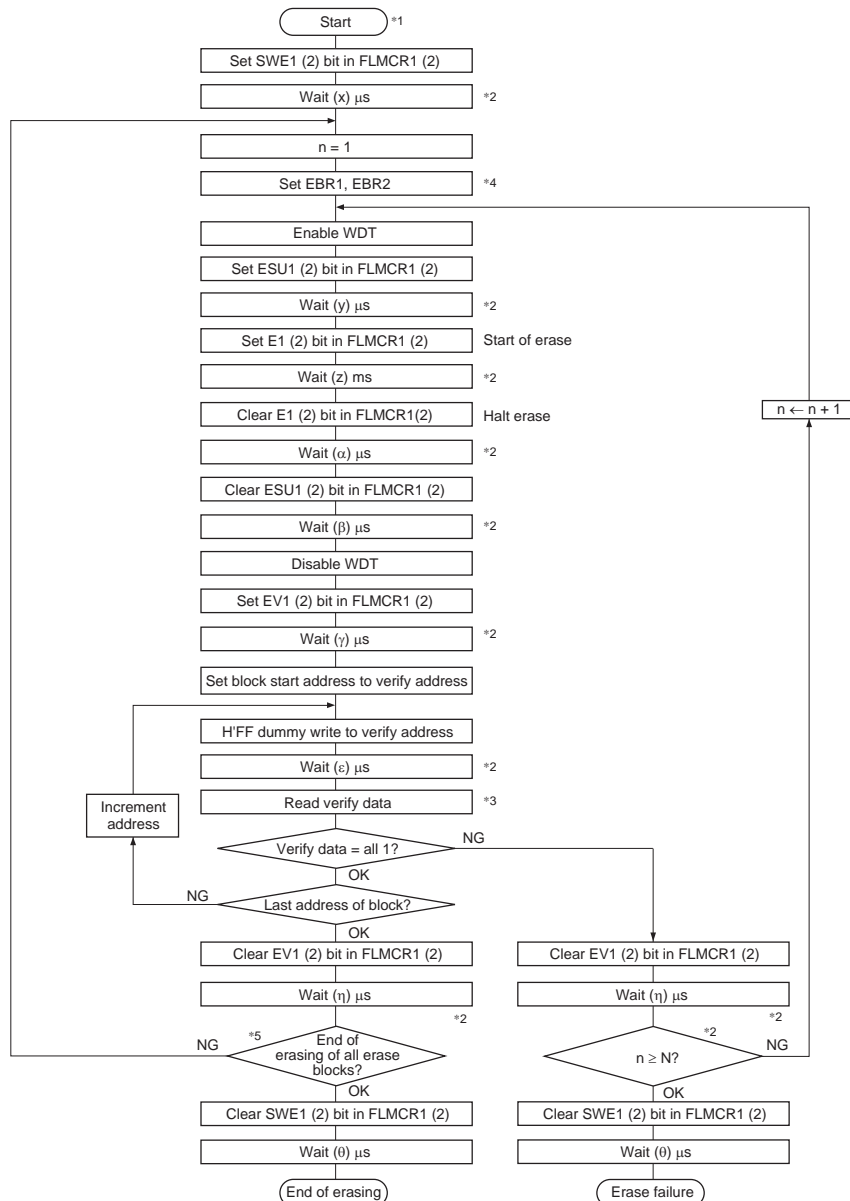 Start *1
Set SWE1 (2) bit in FLMCR1 (2)
Wait (x) μs *2
n = 1
Set EBR1, EBR2 *4
Enable WDT
Set ESU1 (2) bit in FLMCR1 (2)
Wait (y) μs *2
Set E1 (2) bit in FLMCR1 (2) Start of erase
Wait (z) ms *2
n ← n + 1
Clear E1 (2) bit in FLMCR1(2) Halt erase
Wait (α) μs *2
Clear ESU1 (2) bit in FLMCR1 (2)
Wait (β) μs *2
Disable WDT
Set EV1 (2) bit in FLMCR1 (2)
Wait (γ) μs *2
Set block start address to verify address
H'FF dummy write to verify address
Wait (ε) μs *2
Read verify data *3
Increment
address
Verify data = all 1?
NG
OK
NG
Last address of block?
OK
Clear EV1 (2) bit in FLMCR1 (2)
Wait (η) μs
*2
*5
NG
End of
erasing of all erase
blocks?
OK
Clear SWE1 (2) bit in FLMCR1 (2)
Wait (θ) μs
End of erasing
Clear EV1 (2) bit in FLMCR1 (2)
Wait (η) μs
*2
*2
n ≥ N?
NG
OK
Clear SWE1 (2) bit in FLMCR1 (2)
Wait (θ) μs
Erase failure